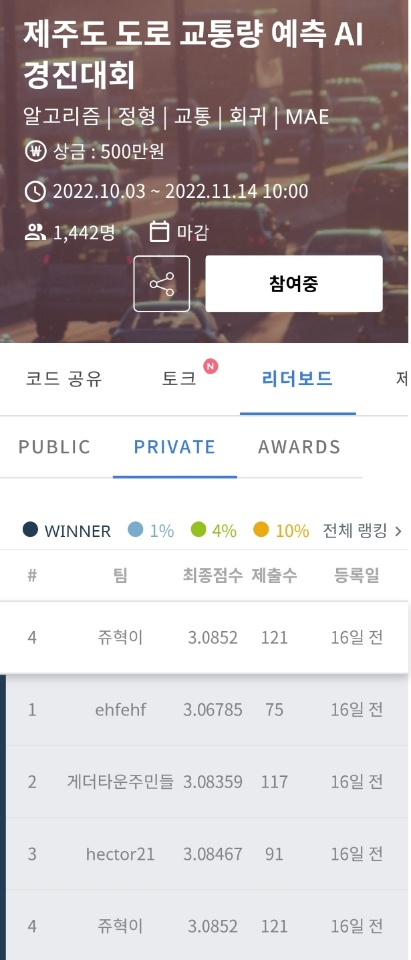 제주도 도로 교통량 예측 AI
경진대회
알고리즘 | 정형 | 교통 | 회귀 | MAE
₩ 상금 : 500만원
2022.10.03 ~ 2022.11.14 10:00
1,442명 마감
참여중
코드 공유 토크 N 리더보드 제
PUBLIC PRIVATE AWARDS
WINNER 1% 4% 10% 전체 랭킹 >
# 팀 최종점수 제출수 등록일
4 쥬혁이 3.0852 121 16일 전
1 ehfehf 3.06785 75 16일 전
2 게더타운주민들 3.08359 117 16일 전
3 hector21 3.08467 91 16일 전
4 쥬혁이 3.0852 121 16일 전